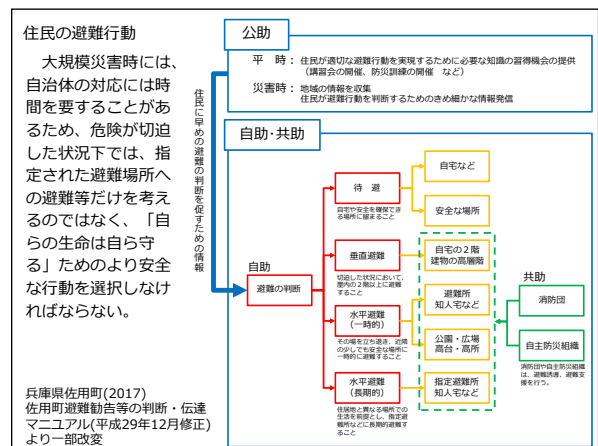 住民の避難行動
大規模災害時には、
自治体の対応には時
間を要することがあ
るため、危険が切迫
した状況下では、指
定された避難場所へ
の避難等だけを考え
るのではなく、「自
らの生命は自ら守
る」ためのより安全
な行動を選択しなけ
ればならない。
兵庫県佐用町(2017)
佐用町避難勧告等の判断・伝達
マニュアル(平成29年12月修正)
より一部改変
公助
平　時：住民が適切な避難行動を実現するために必要な知識の習得機会の提供
（講習会の開催、防災訓練の開催　など）
災害時：地域の情報を収集
住民が避難行動を判断するためのきめ細かな情報発信
住民に早めの避難の判断を促すための情報
自助・共助
自助
避難の判断
待　避
自宅や安全を確保でき
る場所に留まること
自宅など
安全な場所
垂直避難
切迫した状況において、
屋内の２階以上に避難
すること
自宅の２階
建物の高層階
水平避難
（一時的）
その場を立ち退き、近隣
の少しでも安全な場所に
一時的に避難すること
避難所
知人宅など
公園・広場
高台・高所
水平避難
（長期的）
住居地と異なる場所での
生活を前提とし、指定避
難所などに長期的避難す
ること
指定避難所
知人宅など
共助
消防団
自主防災組織
消防団や自主防災組織
は、避難誘導、避難支
援を行う。